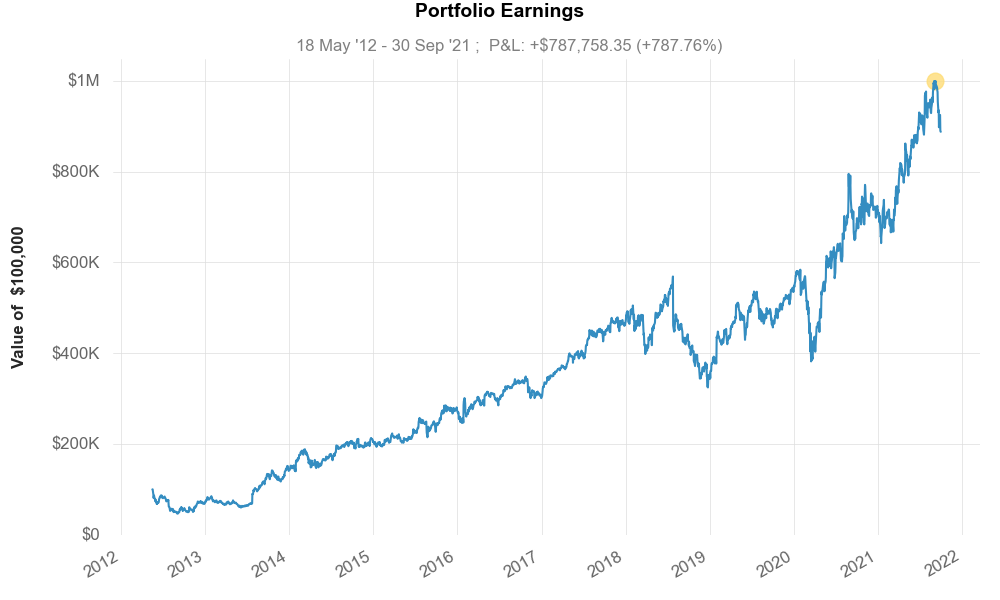 Portfolio Earnings
18 May '12 - 30 Sep '21 ;  P&L: +$787,758.35 (+787.76%)
$1M
$800K
$600K
$400K
$200K
$0
Value of  $100,000
2012
2013
2014
2015
2016
2017
2018
2019
2020
2021
2022